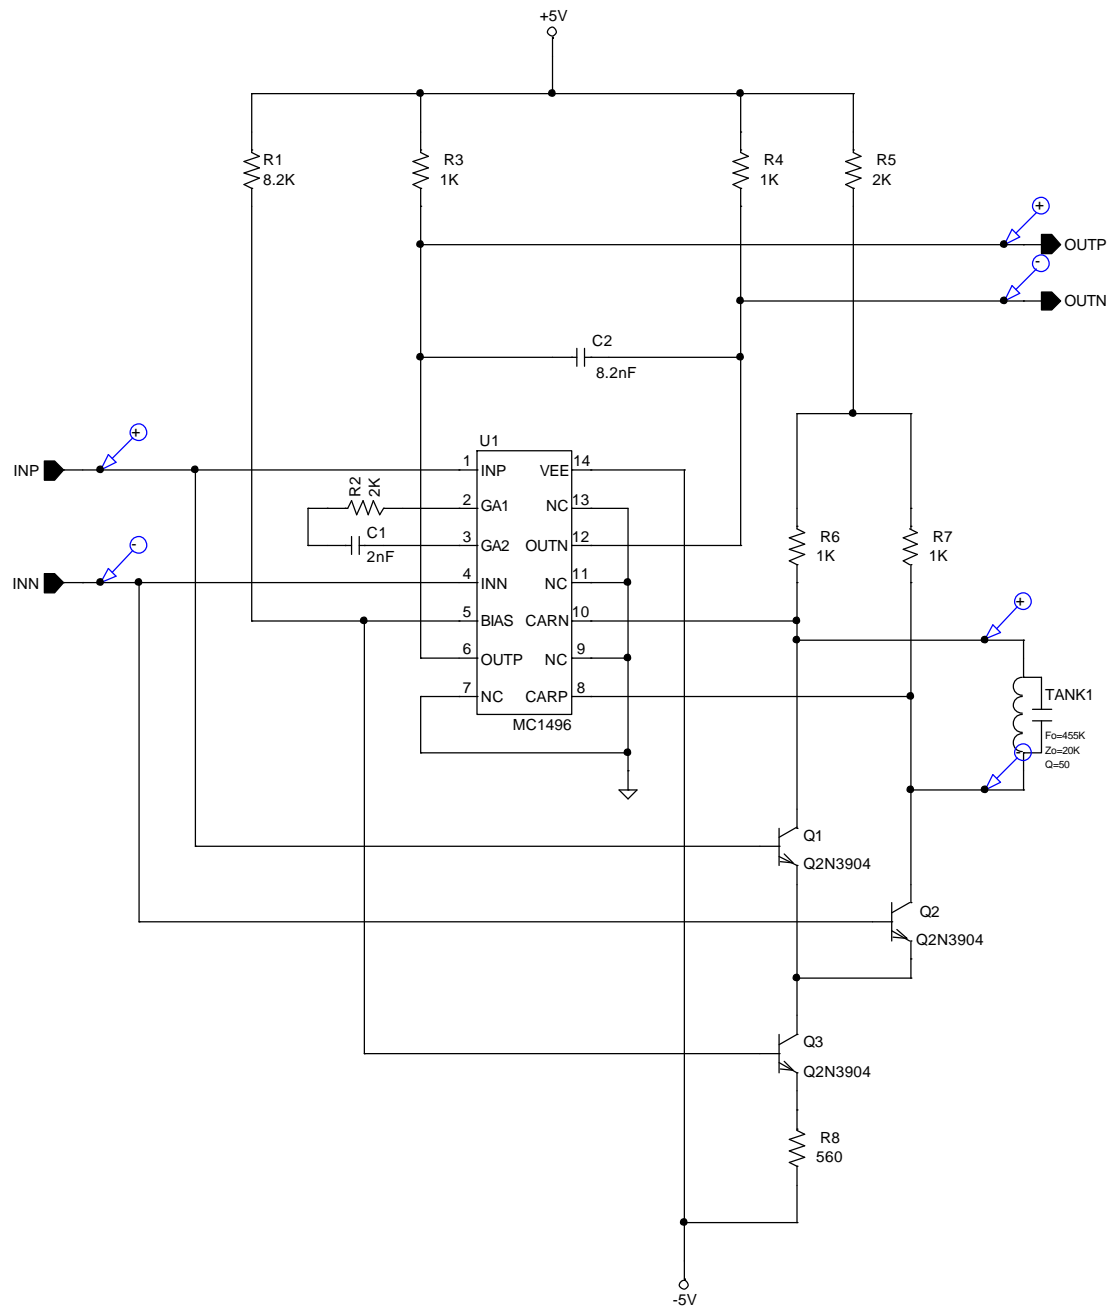 +5V
R1
8.2K
R3
1K
R4
1K
R5
2K
+
OUTP
-
OUTN
C2
8.2nF
+
INP
U1
1
INP
VEE
14
R2
2K
2
GA1
NC
13
C1
2nF
3
GA2
OUTN
12
R6
1K
R7
1K
-
INN
4
INN
NC
11
5
BIAS
CARN
10
+
6
OUTP
NC
9
7
NC
CARP
8
MC1496
TANK1
Fo=455K
Zo=20K
Q=50
-
Q1
Q2N3904
Q2
Q2N3904
Q3
Q2N3904
R8
560
-5V